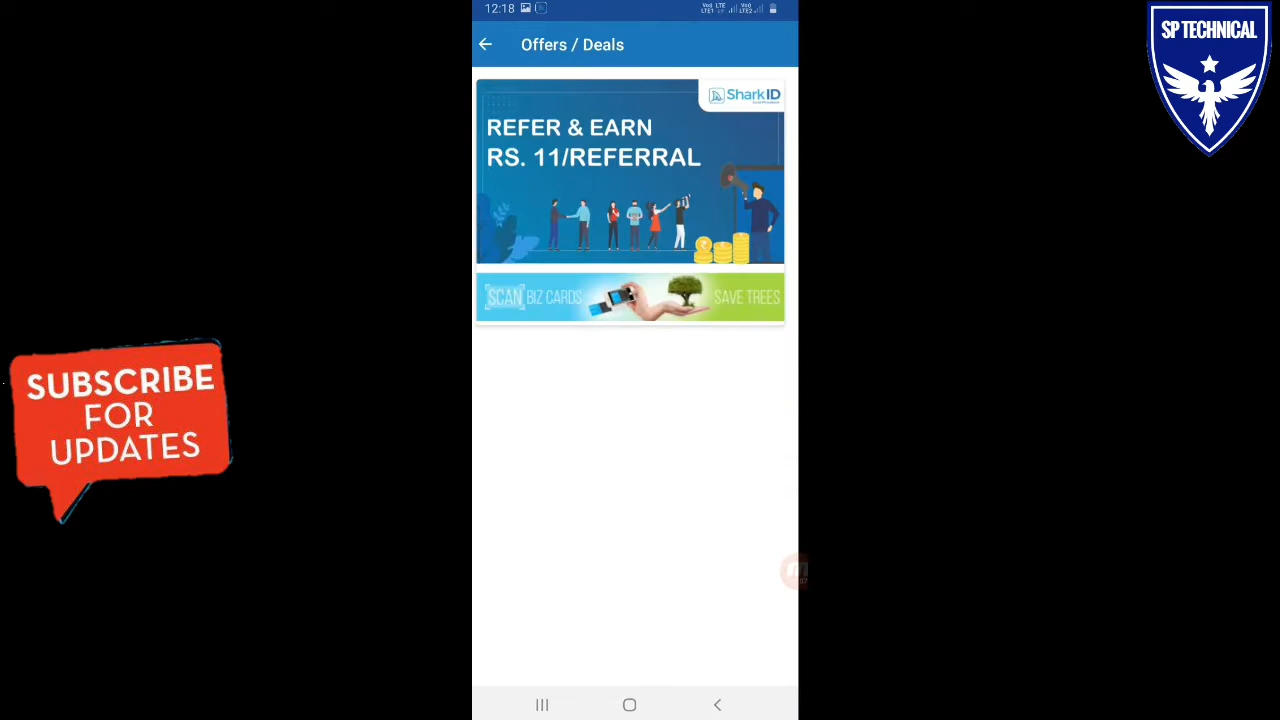 12:18
Offers / Deals
SharkID
REFER & EARN
RS. 11/REFERRAL
SCAN BIZ CARDS
SAVE TREES
SUBSCRIBE
FOR
UPDATES
SP TECHNICAL